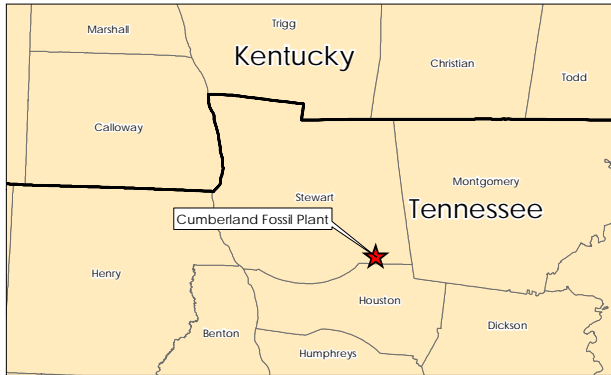 Marshall
Trigg
Kentucky
Christian
Todd
Calloway
Stewart
Montgomery
Tennessee
Cumberland Fossil Plant
Henry
Houston
Benton
Dickson
Humphreys